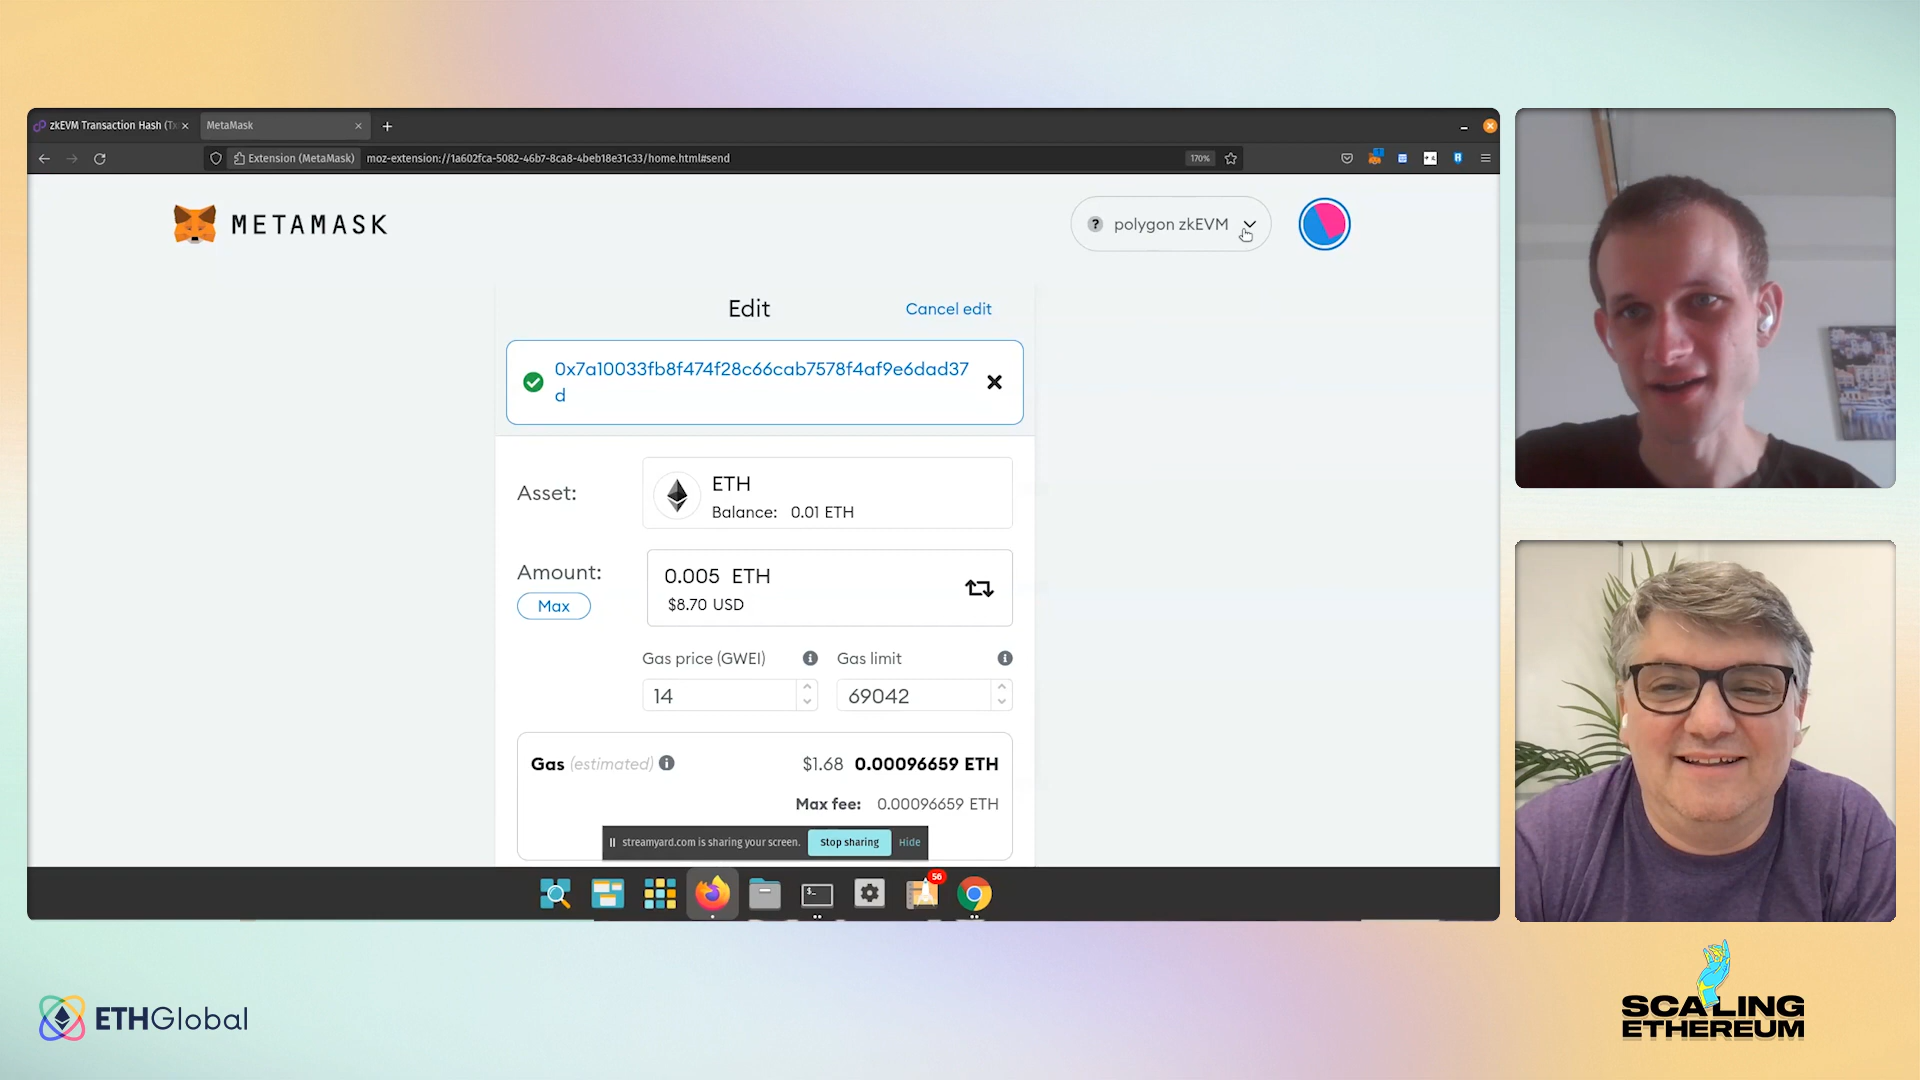 zkEVM Transaction Hash (Tx
MetaMask
Extension (MetaMask)
moz-extension://1a602fca-5082-46b7-8ca8-4beb18e31c33/home.html#send
170%
METAMASK
polygon zkEVM
Edit
Cancel edit
0x7a10033fb8f474f28c66cab7578f4af9e6dad37
d
Asset:
ETH
Balance: 0.01 ETH
Amount:
Max
0.005 ETH
$8.70 USD
Gas price (GWEI)
Gas limit
14
69042
Gas (estimated)
$1.68 0.00096659 ETH
Max fee: 0.00096659 ETH
streamyard.com is sharing your screen.
Stop sharing
Hide
56
ETHGlobal
SCALING
ETHEREUM